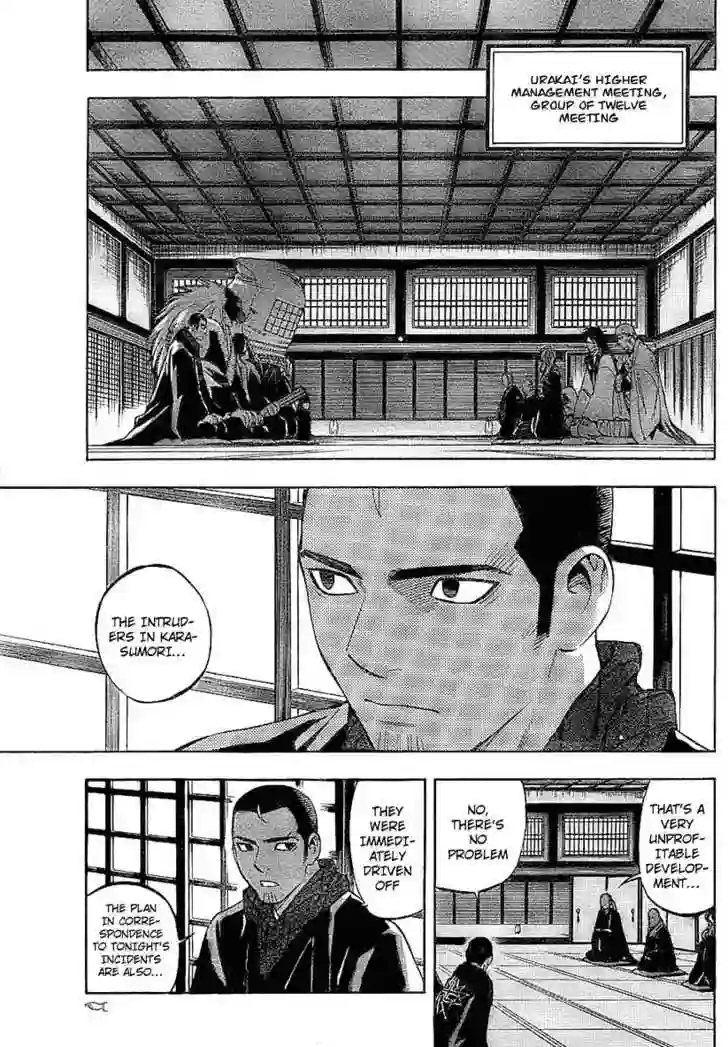 URAKAI'S HIGHER
MANAGEMENT MEETING,
GROUP OF TWELVE
MEETING
THE INTRUD-
ERS IN KARA-
SUMORI...
THAT'S A
VERY
UNPROF-
ITABLE
DEVELOP-
MENT...
NO,
THERE'S
NO
PROBLEM
THEY
WERE
IMMEDI-
ATELY
DRIVEN
OFF
THE PLAN
IN CORRE-
SPONDENCE
TO TONIGHT'S
INCIDENTS
ARE ALSO...